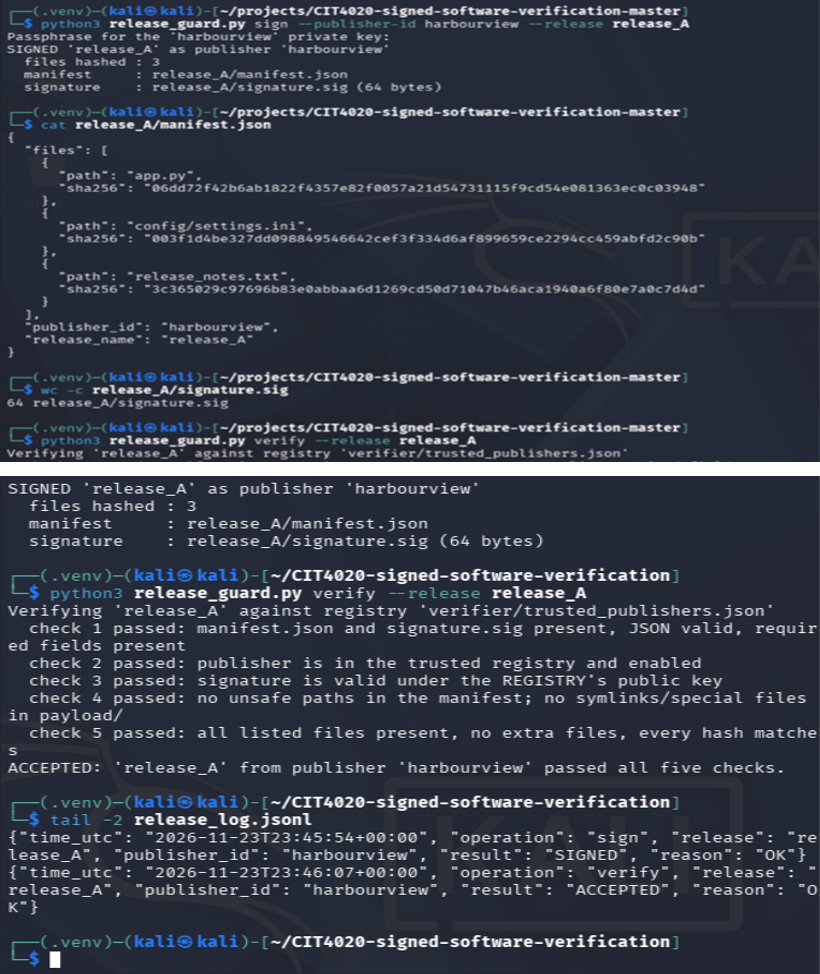 ┌──(.venv)─(kali㉿kali)-[~/projects/CIT4020-signed-software-verification-master]
└─$ python3 release_guard.py sign --publisher-id harbourview --release release_A
Passphrase for the 'harbourview' private key:
SIGNED 'release_A' as publisher 'harbourview'
  files hashed : 3
  manifest     : release_A/manifest.json
  signature    : release_A/signature.sig (64 bytes)
┌──(.venv)─(kali㉿kali)-[~/projects/CIT4020-signed-software-verification-master]
└─$ cat release_A/manifest.json
{
  "files": [
    {
      "path": "app.py",
      "sha256": "06dd72f42b6ab1822f4357e82f0057a21d54731115f9cd54e081363ec0c03948"
    },
    {
      "path": "config/settings.ini",
      "sha256": "003f1d4be327dd098849546642cef3f334d6af899659ce2294cc459abfd2c90b"
    },
    {
      "path": "release_notes.txt",
      "sha256": "3c365029c97696b83e0abbaa6d1269cd50d71047b46aca1940a6f80e7a0c7d4d"
    }
  ],
  "publisher_id": "harbourview",
  "release_name": "release_A"
}
┌──(.venv)─(kali㉿kali)-[~/projects/CIT4020-signed-software-verification-master]
└─$ wc -c release_A/signature.sig
64 release_A/signature.sig
┌──(.venv)─(kali㉿kali)-[~/projects/CIT4020-signed-software-verification-master]
└─$ python3 release_guard.py verify --release release_A
Verifying 'release_A' against registry 'verifier/trusted_publishers.json'
KALI
SIGNED 'release_A' as publisher 'harbourview'
  files hashed : 3
  manifest     : release_A/manifest.json
  signature    : release_A/signature.sig (64 bytes)
┌──(.venv)─(kali㉿kali)-[~/CIT4020-signed-software-verification]
└─$ python3 release_guard.py verify --release release_A
Verifying 'release_A' against registry 'verifier/trusted_publishers.json'
  check 1 passed: manifest.json and signature.sig present, JSON valid, requir
ed fields present
  check 2 passed: publisher is in the trusted registry and enabled
  check 3 passed: signature is valid under the REGISTRY's public key
  check 4 passed: no unsafe paths in the manifest; no symlinks/special files
in payload/
  check 5 passed: all listed files present, no extra files, every hash matche
s
ACCEPTED: 'release_A' from publisher 'harbourview' passed all five checks.
┌──(.venv)─(kali㉿kali)-[~/CIT4020-signed-software-verification]
└─$ tail -2 release_log.jsonl
{"time_utc": "2026-11-23T23:45:54+00:00", "operation": "sign", "release": "re
lease_A", "publisher_id": "harbourview", "result": "SIGNED", "reason": "OK"}
{"time_utc": "2026-11-23T23:46:07+00:00", "operation": "verify", "release": "
release_A", "publisher_id": "harbourview", "result": "ACCEPTED", "reason": "O
K"}
┌──(.venv)─(kali㉿kali)-[~/CIT4020-signed-software-verification]
└─$
KALI